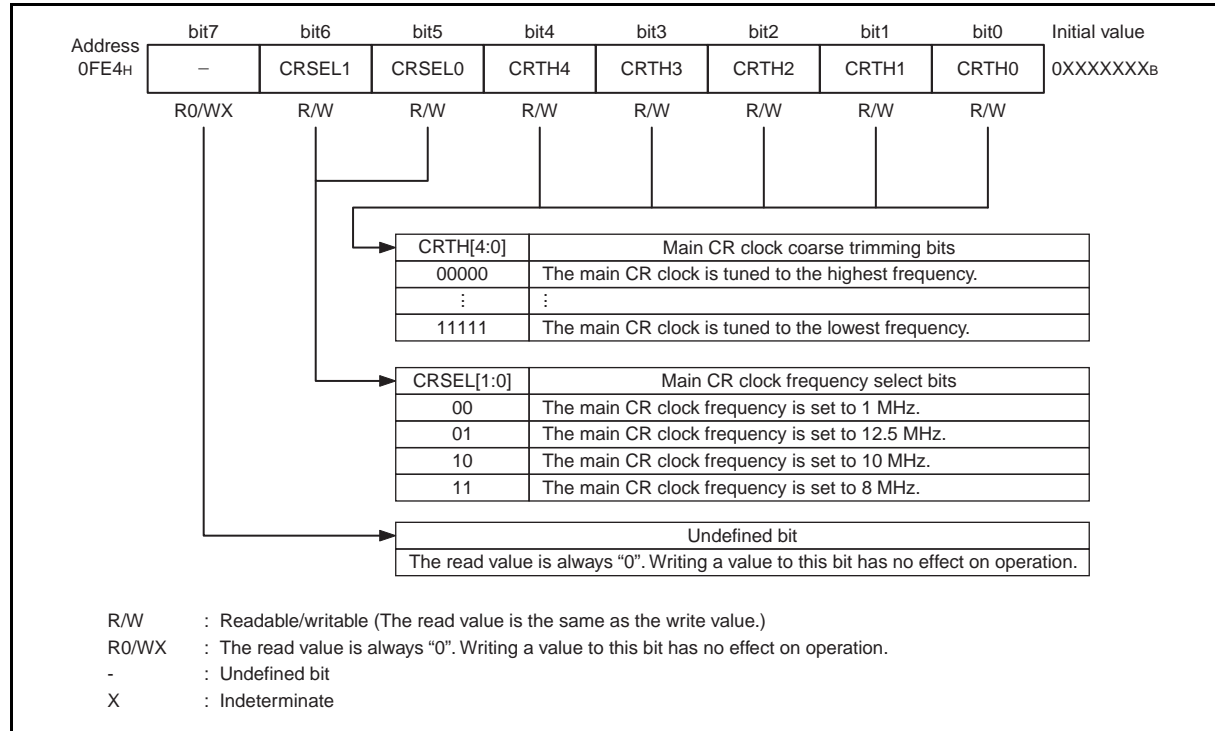 bit7 bit6 bit5 bit4 bit3 bit2 bit1 bit0 Initial value
Address
0FE4H – CRSEL1 CRSEL0 CRTH4 CRTH3 CRTH2 CRTH1 CRTH0 0XXXXXXXB
R0/WX R/W R/W R/W R/W R/W R/W R/W
CRTH[4:0] Main CR clock coarse trimming bits
00000 The main CR clock is tuned to the highest frequency.
⋮ ⋮
11111 The main CR clock is tuned to the lowest frequency.
CRSEL[1:0] Main CR clock frequency select bits
00 The main CR clock frequency is set to 1 MHz.
01 The main CR clock frequency is set to 12.5 MHz.
10 The main CR clock frequency is set to 10 MHz.
11 The main CR clock frequency is set to 8 MHz.
Undefined bit
The read value is always “0”. Writing a value to this bit has no effect on operation.
R/W : Readable/writable (The read value is the same as the write value.)
R0/WX : The read value is always “0”. Writing a value to this bit has no effect on operation.
- : Undefined bit
X : Indeterminate